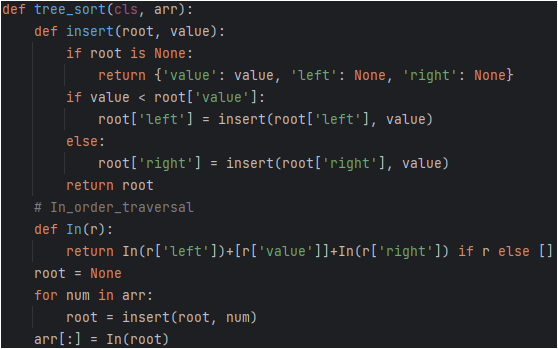 def tree_sort(cls, arr):
    def insert(root, value):
        if root is None:
            return {'value': value, 'left': None, 'right': None}
        if value < root['value']:
            root['left'] = insert(root['left'], value)
        else:
            root['right'] = insert(root['right'], value)
        return root
    # In_order_traversal
    def In(r):
        return In(r['left'])+[r['value']]+In(r['right']) if r else []
    root = None
    for num in arr:
        root = insert(root, num)
    arr[:] = In(root)